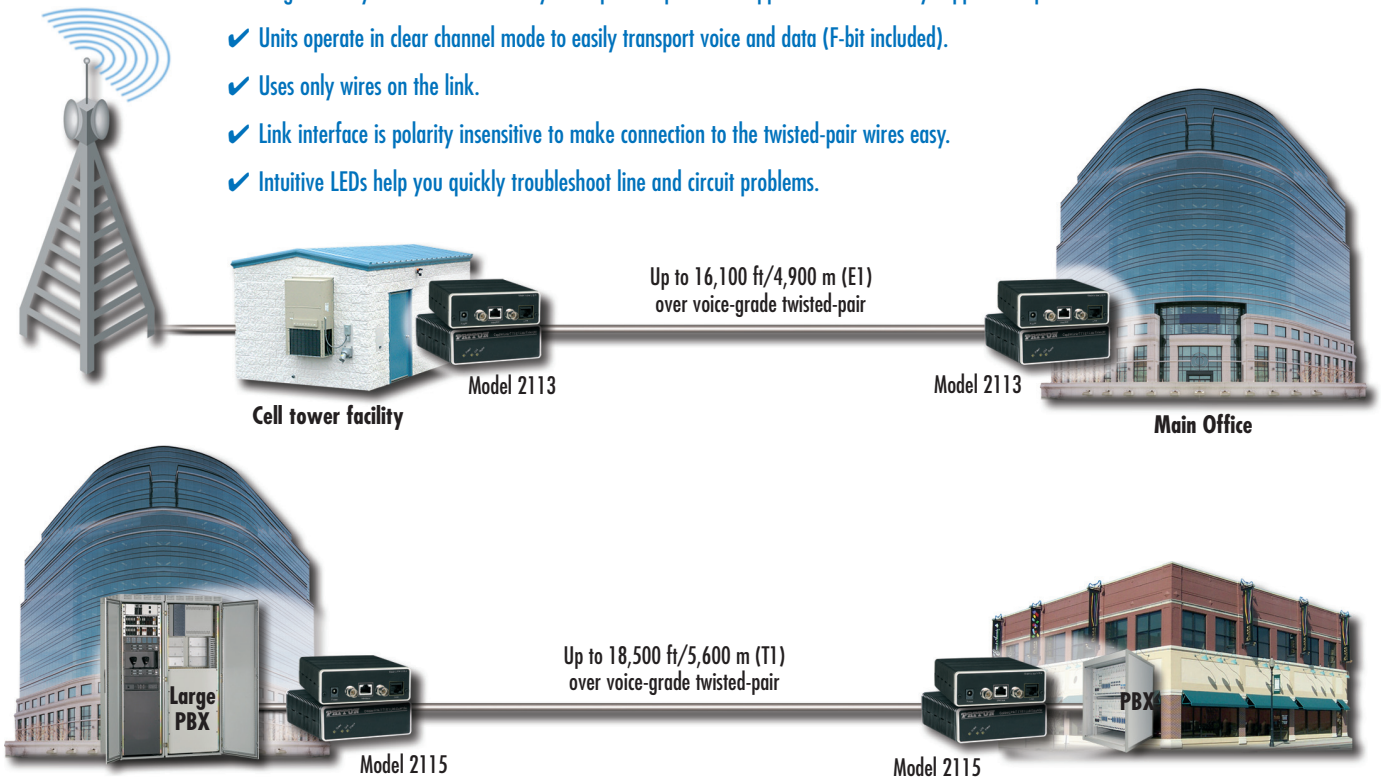 ✔ Units operate in clear channel mode to easily transport voice and data (F-bit included).
✔ Uses only wires on the link.
✔ Link interface is polarity insensitive to make connection to the twisted-pair wires easy.
✔ Intuitive LEDs help you quickly troubleshoot line and circuit problems.
Up to 16,100 ft/4,900 m (E1)
over voice-grade twisted-pair
Model 2113
Model 2113
Cell tower facility
Main Office
Up to 18,500 ft/5,600 m (T1)
over voice-grade twisted-pair
Large
PBX
PBX
Model 2115
Model 2115